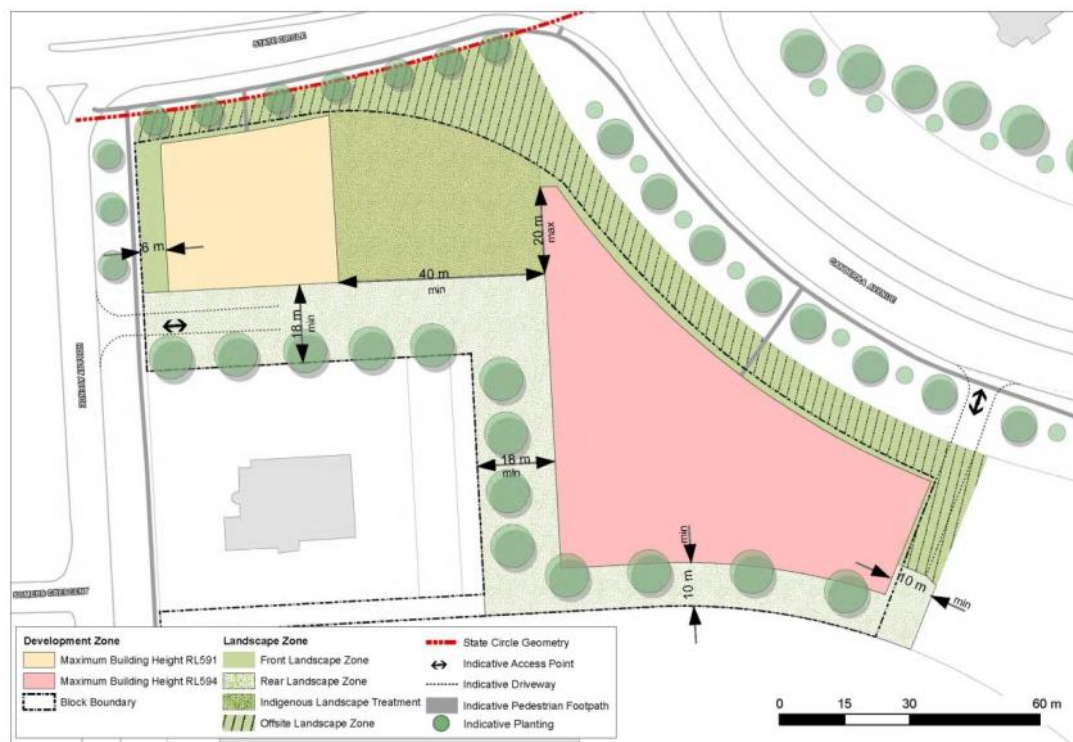 STATE CIRCLE
CANBERRA AVENUE
6 m
20 m
max
40 m
min
18 m
min
18 m
min
min
10 m
10 m
min
SOMERS CRESCENT
Development Zone
Maximum Building Height RL591
Maximum Building Height RL594
Block Boundary
Landscape Zone
Front Landscape Zone
Rear Landscape Zone
Indigenous Landscape Treatment
Offsite Landscape Zone
State Circle Geometry
Indicative Access Point
Indicative Driveway
Indicative Pedestrian Footpath
Indicative Planting
0 15 30 60 m